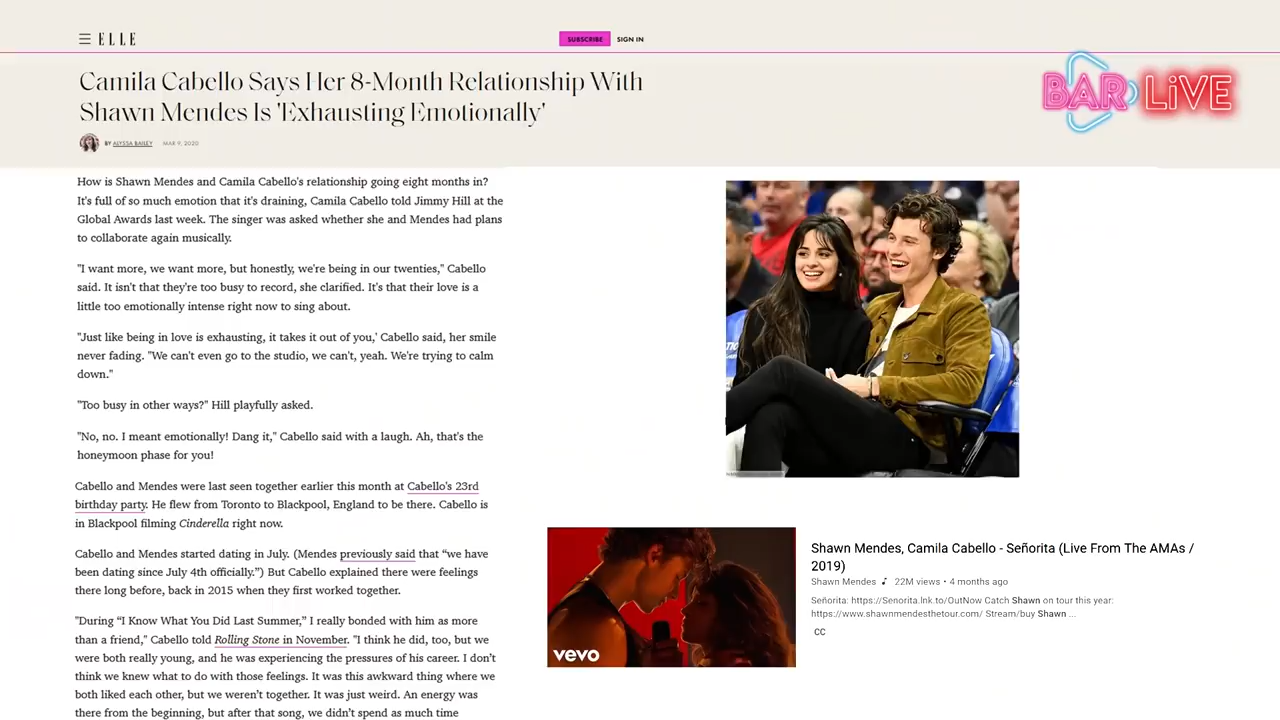 ELLE
SUBSCRIBE
SIGN IN
Camila Cabello Says Her 8-Month Relationship With
Shawn Mendes Is 'Exhausting Emotionally'
BY ALYSSA BAILEY MAR 9, 2020
BAR LiVE
How is Shawn Mendes and Camila Cabello's relationship going eight months in?
It's full of so much emotion that it's draining, Camila Cabello told Jimmy Hill at the
Global Awards last week. The singer was asked whether she and Mendes had plans
to collaborate again musically.
"I want more, we want more, but honestly, we're being in our twenties," Cabello
said. It isn't that they're too busy to record, she clarified. It's that their love is a
little too emotionally intense right now to sing about.
"Just like being in love is exhausting, it takes it out of you,' Cabello said, her smile
never fading. "We can't even go to the studio, we can't, yeah. We're trying to calm
down."
"Too busy in other ways?" Hill playfully asked.
"No, no. I meant emotionally! Dang it," Cabello said with a laugh. Ah, that's the
honeymoon phase for you!
Cabello and Mendes were last seen together earlier this month at Cabello's 23rd
birthday party. He flew from Toronto to Blackpool, England to be there. Cabello is
in Blackpool filming Cinderella right now.
Cabello and Mendes started dating in July. (Mendes previously said that “we have
been dating since July 4th officially.”) But Cabello explained there were feelings
there long before, back in 2015 when they first worked together.
"During “I Know What You Did Last Summer,” I really bonded with him as more
than a friend," Cabello told Rolling Stone in November. "I think he did, too, but we
were both really young, and he was experiencing the pressures of his career. I don’t
think we knew what to do with those feelings. It was this awkward thing where we
both liked each other, but we weren’t together. It was just weird. An energy was
there from the beginning, but after that song, we didn’t spend as much time
vevo
Shawn Mendes, Camila Cabello - Señorita (Live From The AMAs /
2019)
Shawn Mendes ♪ 22M views • 4 months ago
Señorita: https://Senorita.lnk.to/OutNow Catch Shawn on tour this year:
https://www.shawnmendesthetour.com/ Stream/buy Shawn ...
CC